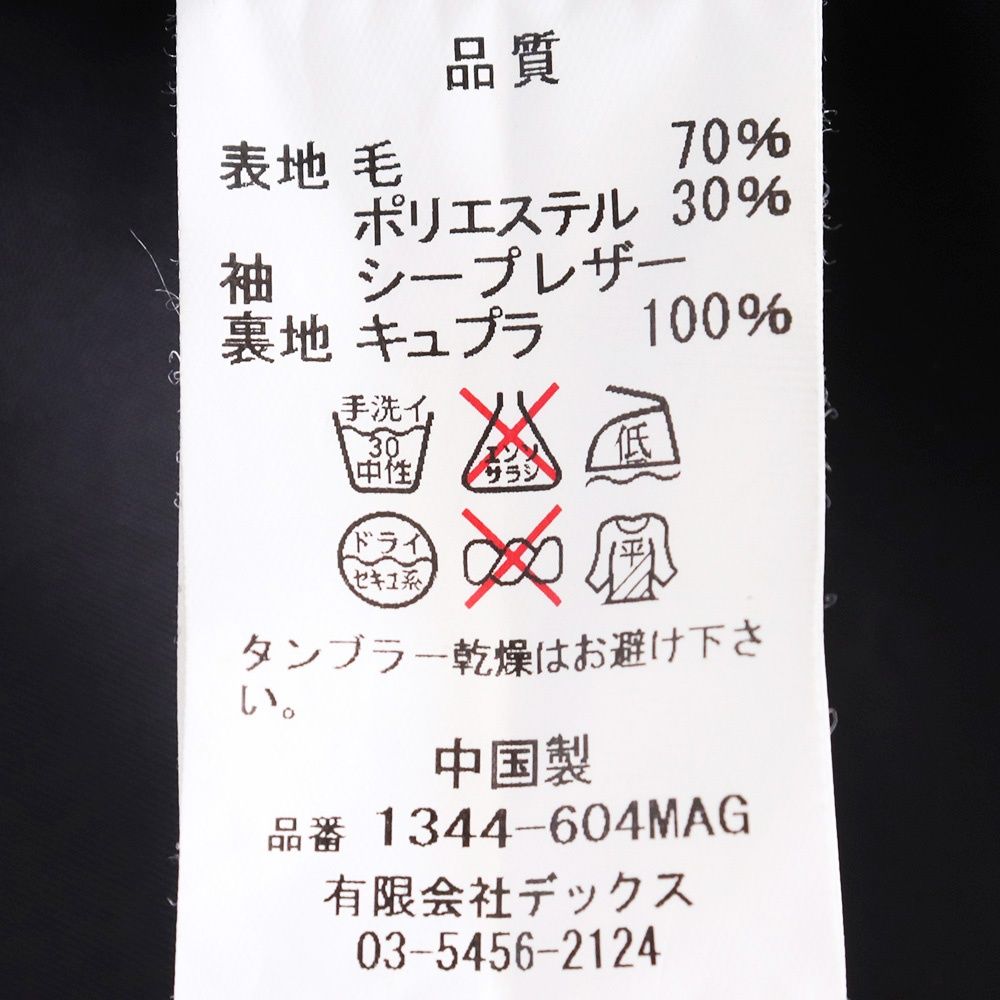 品質
表地 毛 70%
ポリエステル 30%
袖 シープレザー
裏地 キュプラ 100%
手洗イ
30
中性
エンソ
サラシ
低
ドライ
セキユ系
平
タンブラー乾燥はお避け下さ
い。
中国製
品番 1344-604MAG
有限会社デックス
03-5456-2124